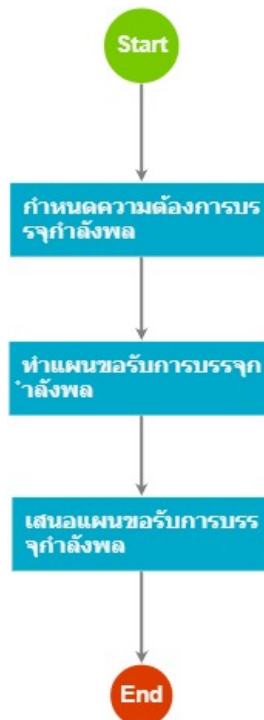 Start
กำหนดความต้องการบร
รจุกำลังพล
ทำแผนขอรับการบรรจุก
ำลังพล
เสนอแผนขอรับการบรร
จุกำลังพล
End